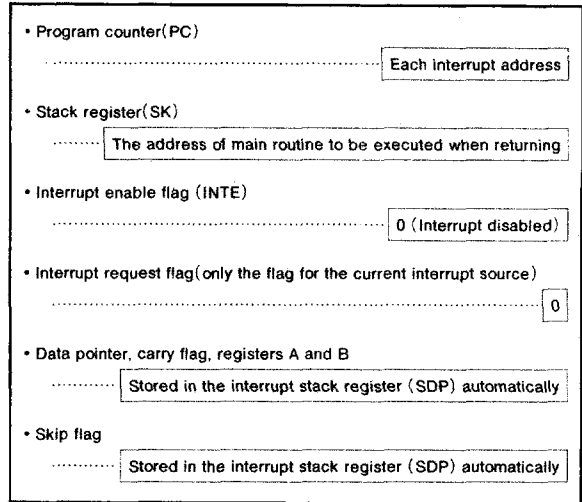 • Program counter(PC)
Each interrupt address
• Stack register(SK)
The address of main routine to be executed when returning
• Interrupt enable flag (INTE)
0 (Interrupt disabled)
• Interrupt request flag(only the flag for the current interrupt source)
0
• Data pointer, carry flag, registers A and B
Stored in the interrupt stack register (SDP) automatically
• Skip flag
Stored in the interrupt stack register (SDP) automatically